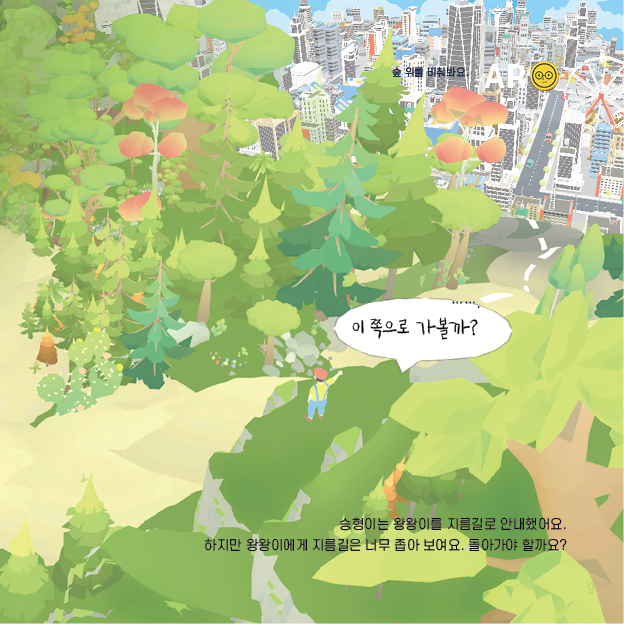 숲 위를 비춰봐요.
AR
이 쪽으로 가볼까?
승형이는 왕왕이를 지름길로 안내했어요.
하지만 왕왕이에게 지름길은 너무 좁아 보여요. 돌아가야 할까요?
9